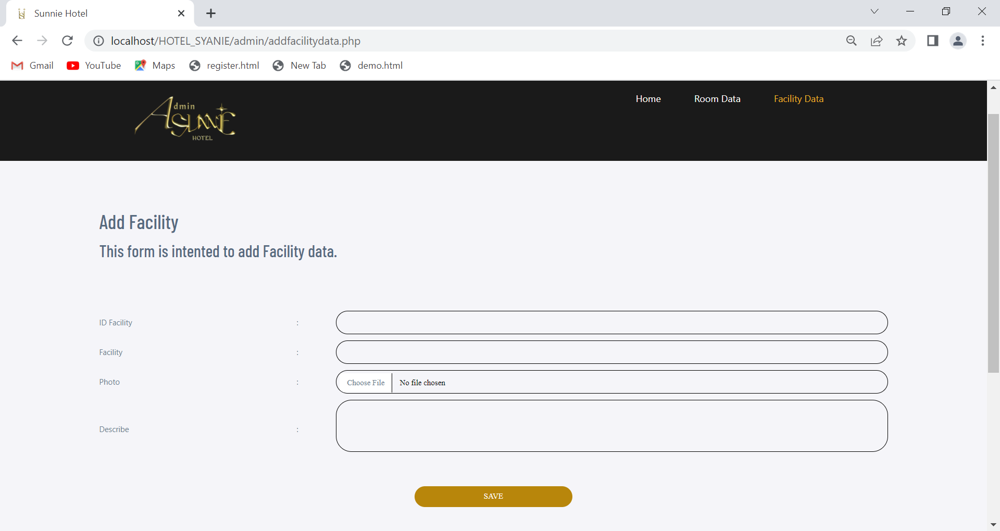 Sunnie Hotel
localhost/HOTEL_SYANIE/admin/addfacilitydata.php
Gmail YouTube Maps register.html New Tab demo.html
Admin
SUNNIE
HOTEL
Home Room Data Facility Data
Add Facility
This form is intented to add Facility data.
ID Facility :
Facility :
Photo : Choose File No file chosen
Describe :
SAVE